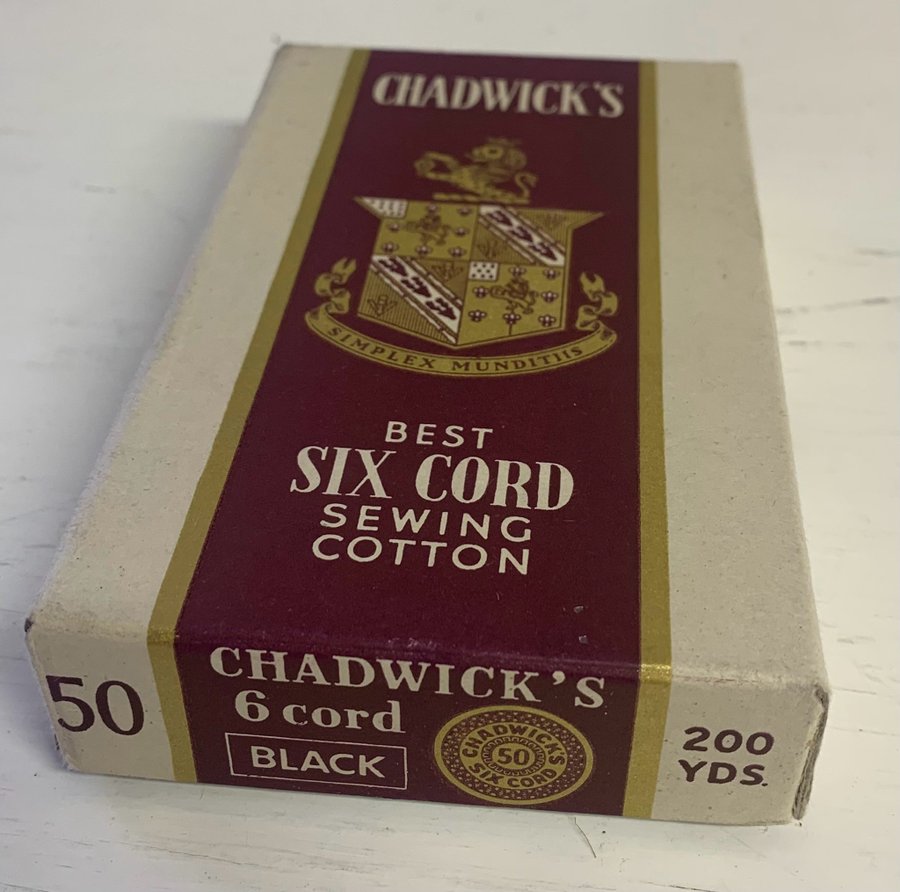 CHADWICK'S
SIMPLEX MUNDITIIS
BEST
SIX CORD
SEWING
COTTON
50
CHADWICK'S
6 cord
BLACK
CHADWICK'S
50
SIX CORD
200
YDS.